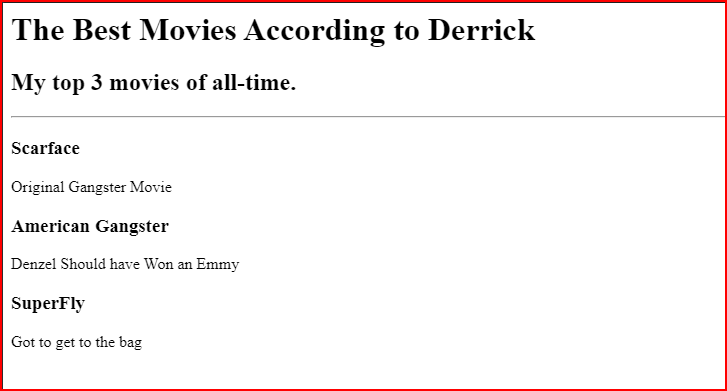 The Best Movies According to Derrick
My top 3 movies of all-time.
Scarface
Original Gangster Movie
American Gangster
Denzel Should have Won an Emmy
SuperFly
Got to get to the bag